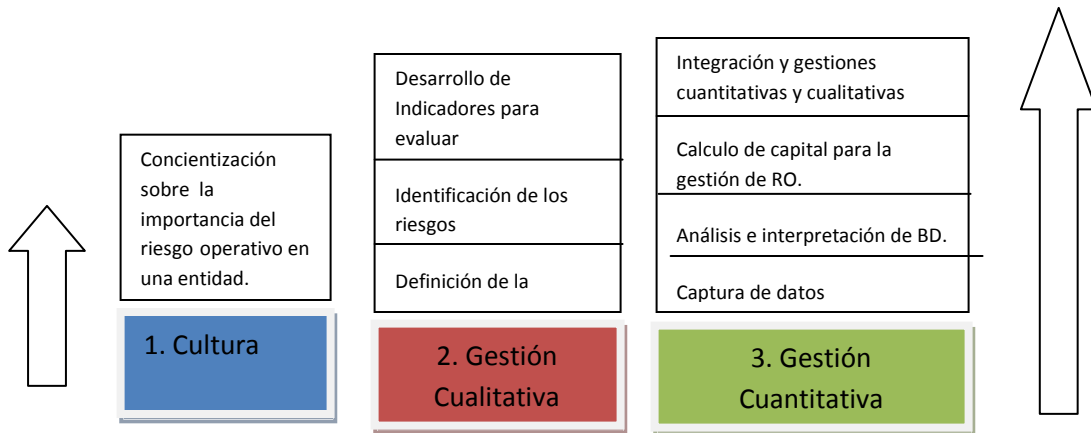 Concientización
sobre la
importancia del
riesgo operativo en
una entidad.
1. Cultura
Desarrollo de
Indicadores para
evaluar
Identificación de los
riesgos
Definición de la
2. Gestión
Cualitativa
Integración y gestiones
cuantitativas y cualitativas
Calculo de capital para la
gestión de RO.
Análisis e interpretación de BD.
Captura de datos
3. Gestión
Cuantitativa